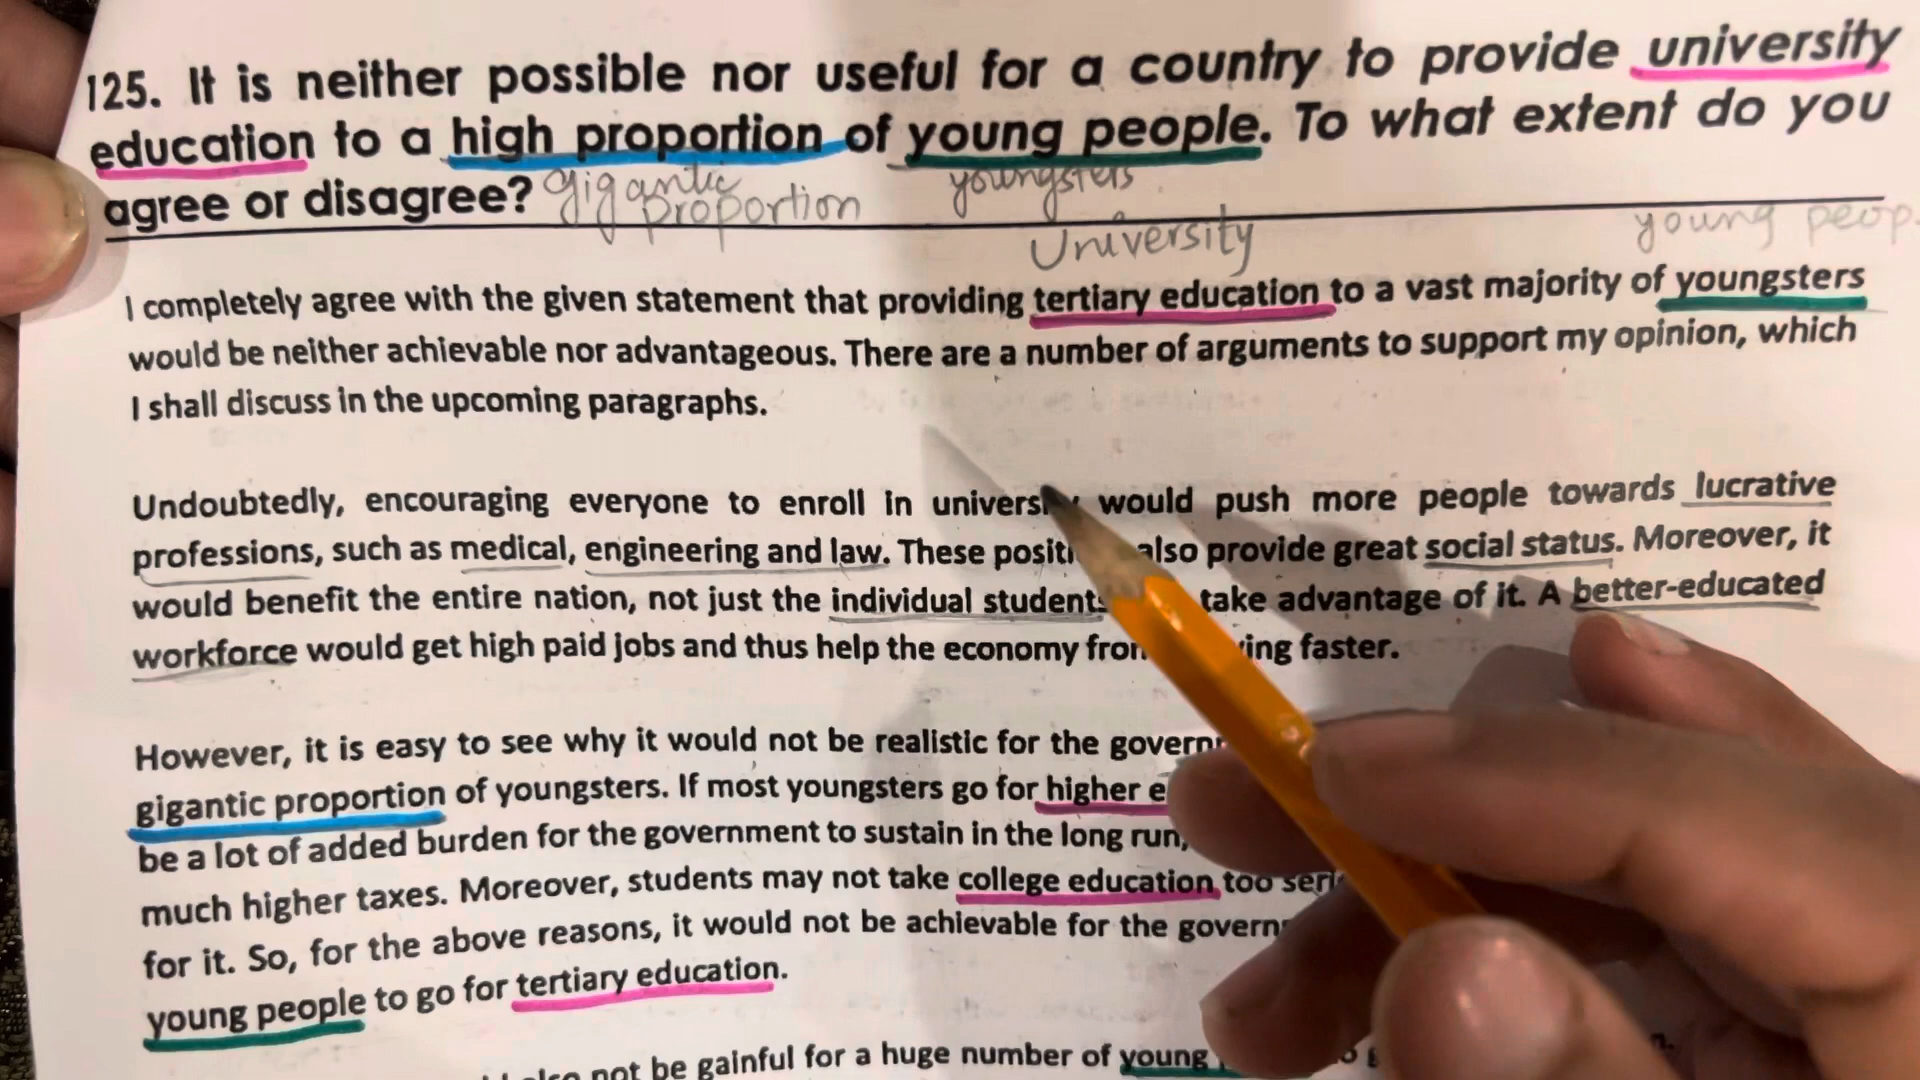 125. It is neither possible nor useful for a country to provide university
education to a high proportion of young people. To what extent do you
agree or disagree? gigantic proportion youngsters
University young
I completely agree with the given statement that providing tertiary education to a vast majority of youngsters
would be neither achievable nor advantageous. There are a number of arguments to support my opinion, which
I shall discuss in the upcoming paragraphs.
Undoubtedly, encouraging everyone to enroll in would push more people towards lucrative
professions, such as medical, engineering and law. These also provide great social status. Moreover, it
would benefit the entire nation, not just the individual students take advantage of it. A better-educated
workforce would get high paid jobs and thus help the economy faster.
However, it is easy to see why it would not be realistic for the
gigantic proportion of youngsters. If most youngsters go for higher
be a lot of added burden for the government to sustain in the long run,
much higher taxes. Moreover, students may not take college education too
for it. So, for the above reasons, it would not be achievable for the
young people to go for tertiary education.
not be gainful for a huge number of young